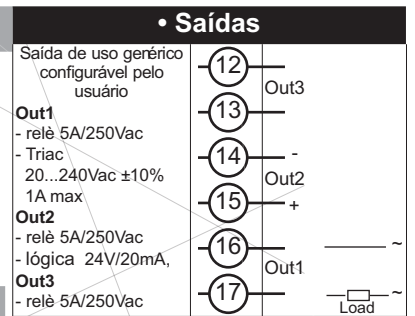 • Saídas
Saída de uso genérico
configurável pelo
usuário
Out1
- relè 5A/250Vac
- Triac
20...240Vac ±10%
1A max
Out2
- relè 5A/250Vac
- lógica 24V/20mA,
Out3
- relè 5A/250Vac
12
Out3
13
14 -
Out2
15 +
16 ~
Out1
17 ~
Load